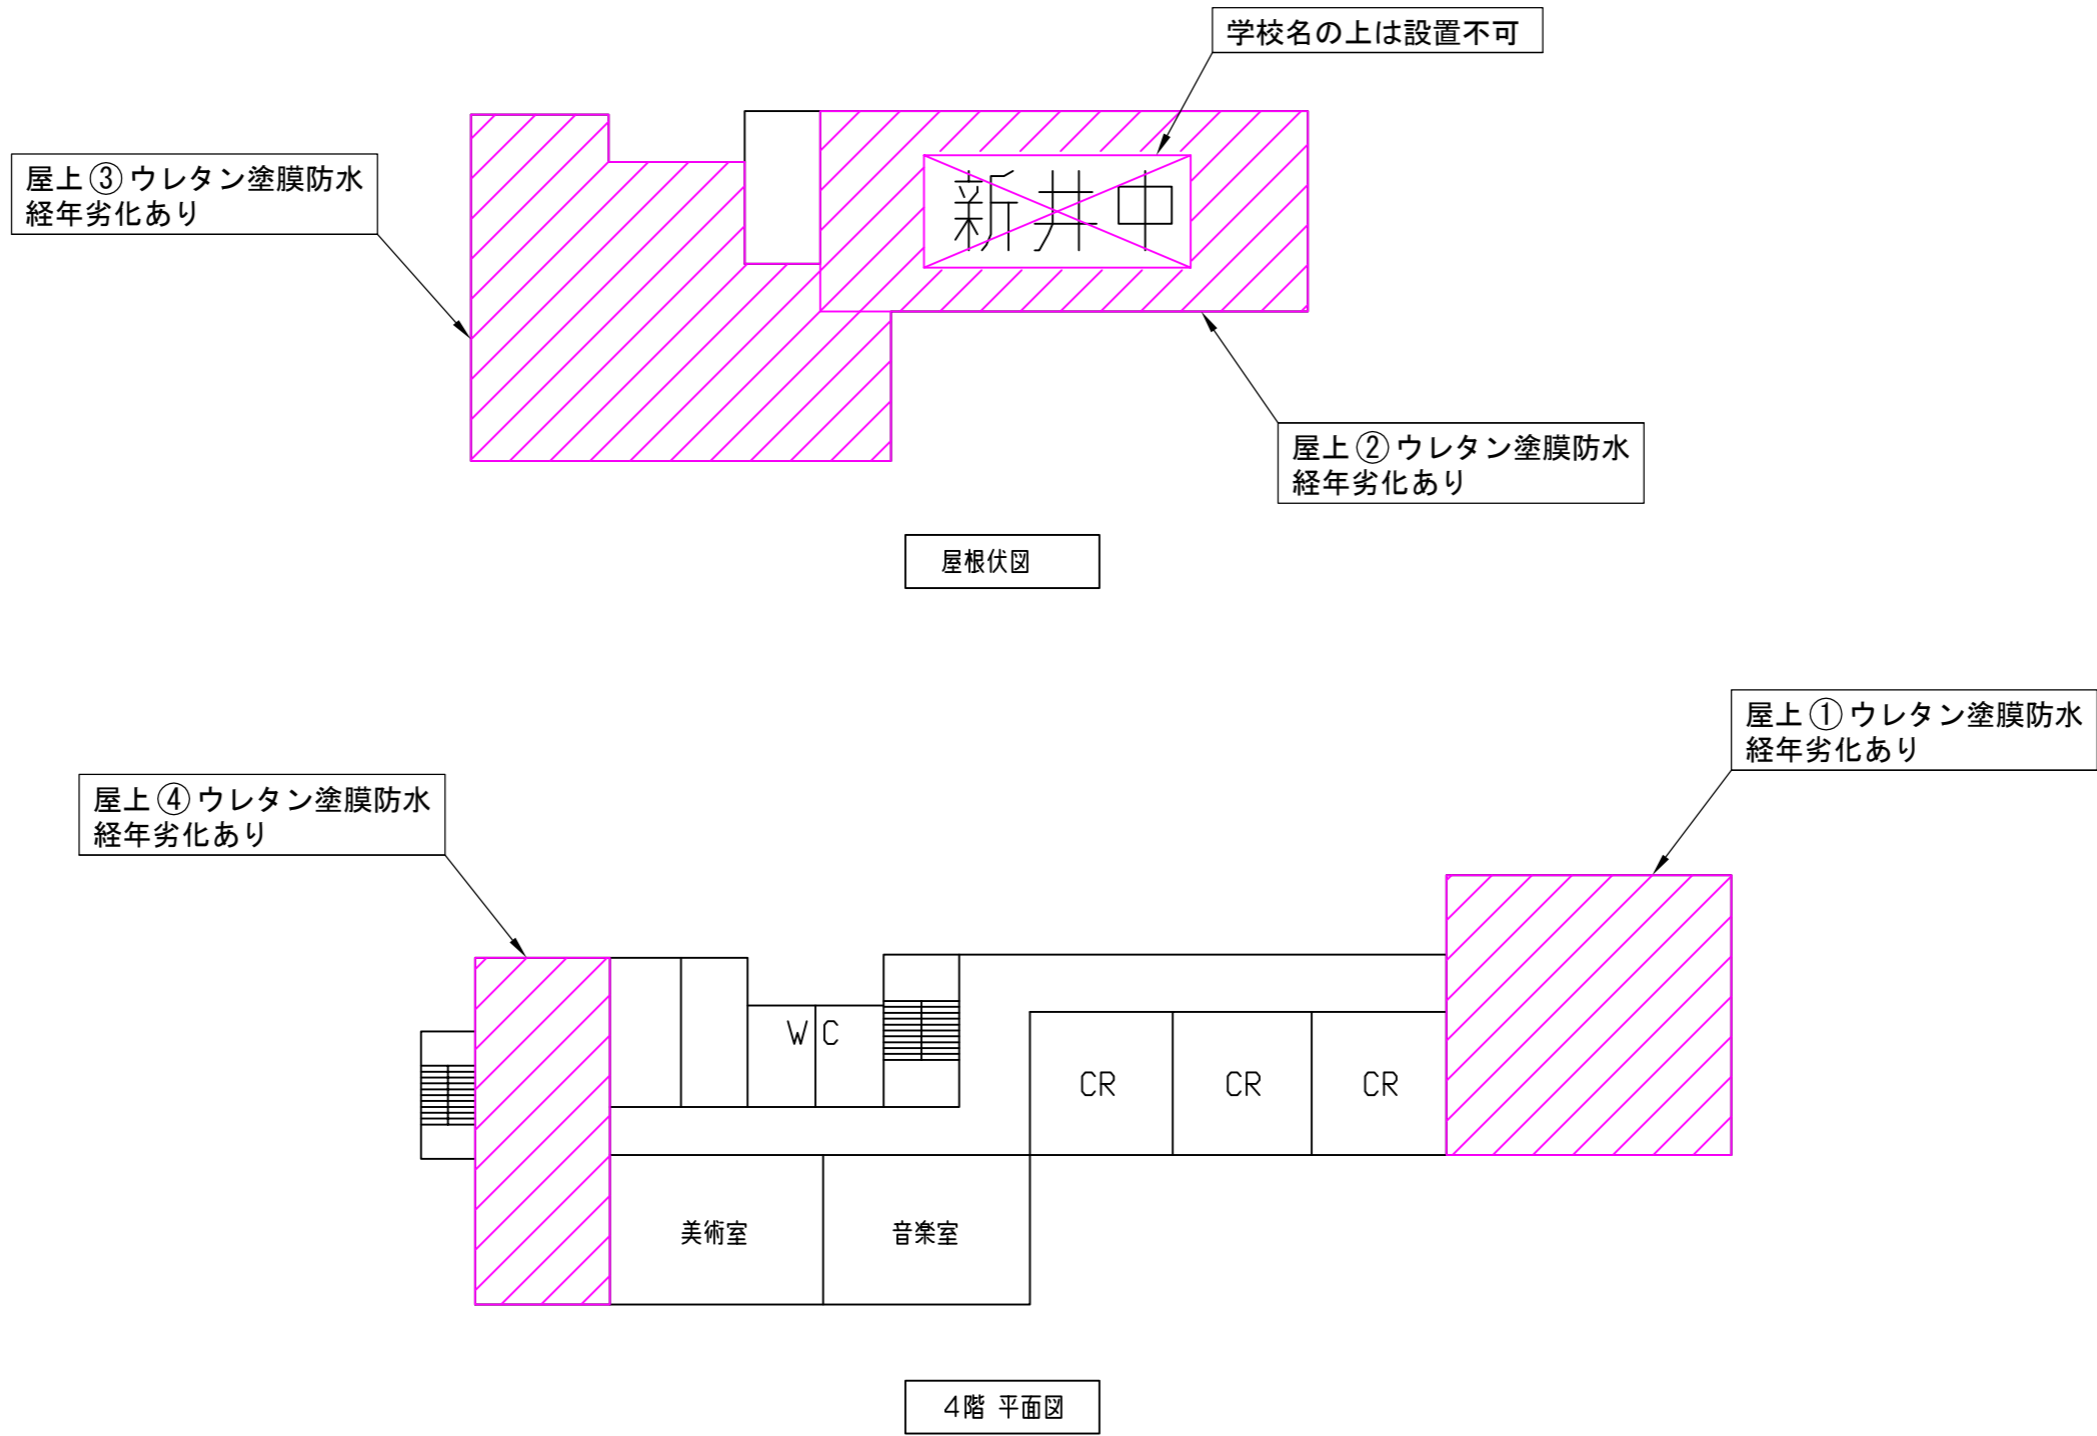 学校名の上は設置不可
屋上③ウレタン塗膜防水
経年劣化あり
新井中
屋上②ウレタン塗膜防水
経年劣化あり
屋根伏図
屋上①ウレタン塗膜防水
経年劣化あり
屋上④ウレタン塗膜防水
経年劣化あり
WC
CR
CR
CR
美術室
音楽室
4階 平面図